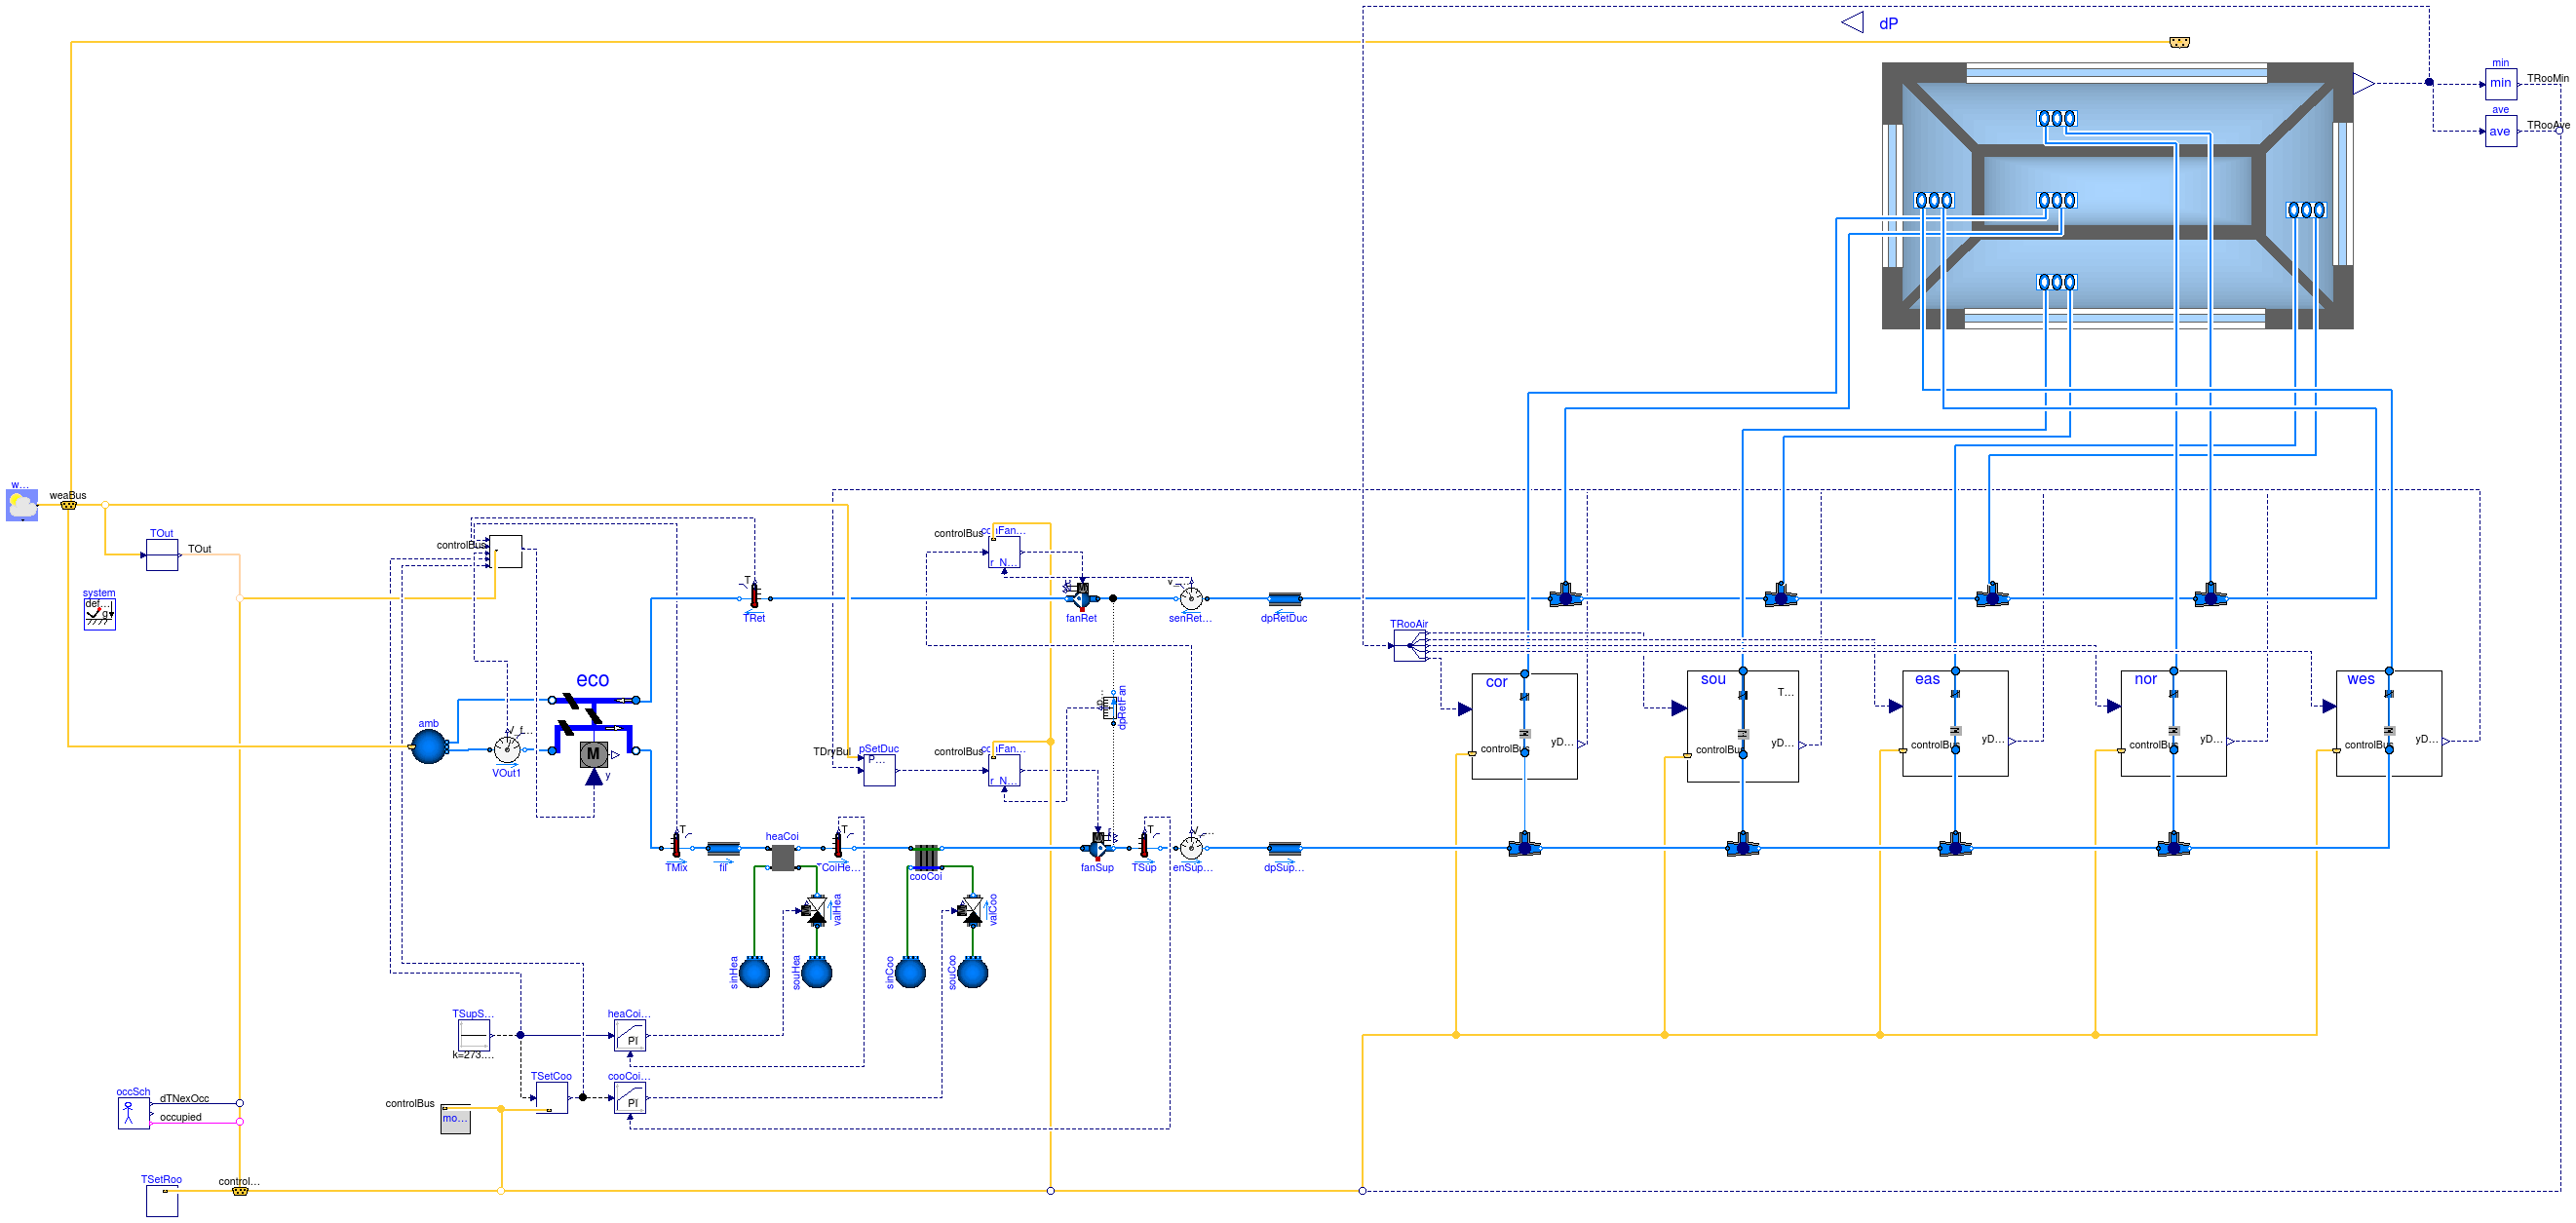 dP
min
min
TRooMin
ave
ave
TRooAve
w...
weaBus
TOut
TOut
system
def...
g
controlBus
T
TRet
controlBus
r N...
fanRet
senRet...
dpRetDuc
TRooAir
eco
amb
VOut1
M
y
TDryBul
pSetDuc
P...
controlBus
r N...
dpRetFan
cor
controlBus
yD...
sou
T...
controlBus
yD...
eas
controlBus
yD...
nor
controlBus
yD...
wes
controlBus
yD...
T
TMix
fil
heaCoi
T
cooCoi
fanSup
T
TSup
enSup...
dpSup...
valHea
valCoo
sinHea
souHea
sinCoo
souCoo
TSupS...
k=273....
heaCoi...
PI
TSetCoo
cooCoi...
PI
occSch
dTNexOcc
occupied
controlBus
mo...
TSetRoo
control...